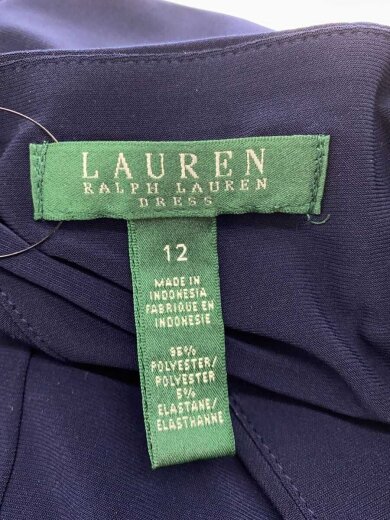 LAUREN
RALPH LAUREN
DRESS
12
MADE IN
INDONESIA
FABRIQUE EN
INDONESIE
95%
POLYESTER/
POLYESTER
5%
ELASTANE/
ELASTHANNE